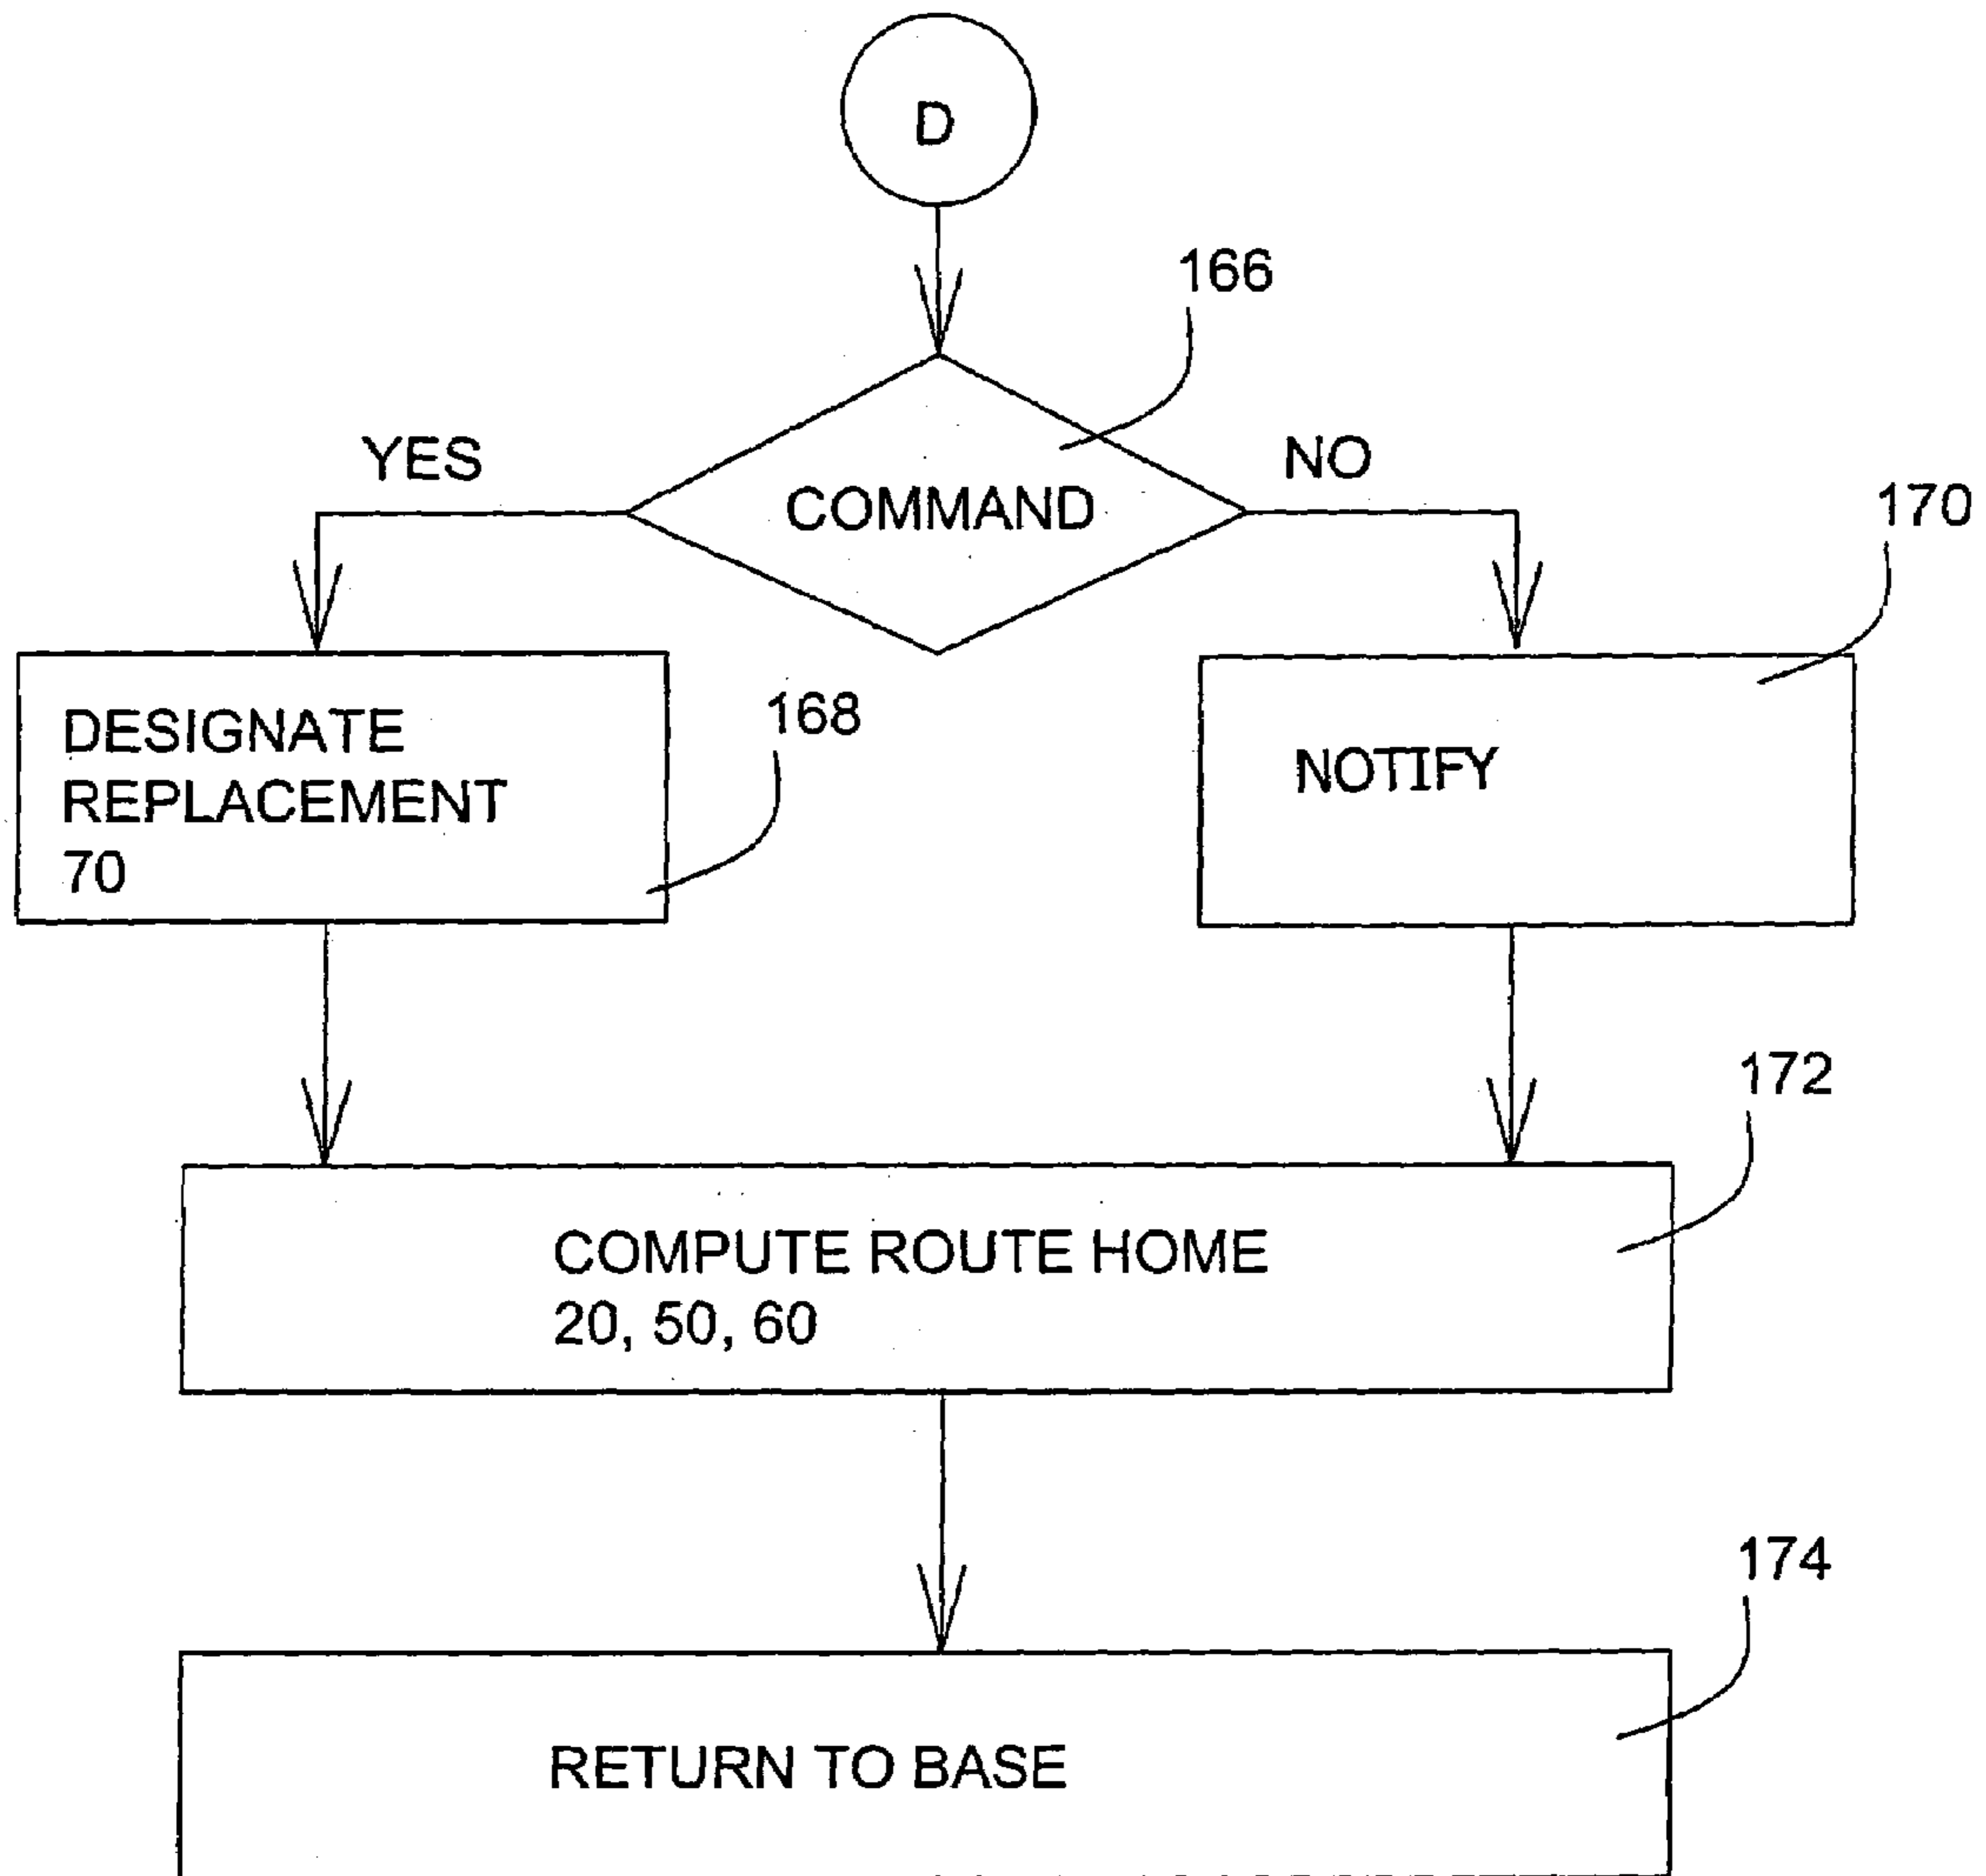 D
166
YES
COMMAND
NO
170
DESIGNATE
REPLACEMENT
70
168
NOTIFY
172
COMPUTE ROUTE HOME
20, 50, 60
174
RETURN TO BASE